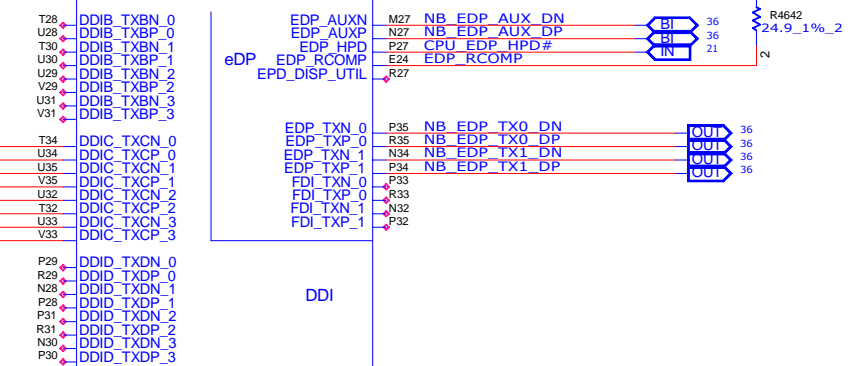 T28 DDIB_TXBN_0
U28 DDIB_TXBP_0
T30 DDIB_TXBN_1
U30 DDIB_TXBP_1
U29 DDIB_TXBN_2
V29 DDIB_TXBP_2
U31 DDIB_TXBN_3
V31 DDIB_TXBP_3
T34 DDIC_TXCN_0
U34 DDIC_TXCP_0
U35 DDIC_TXCN_1
V35 DDIC_TXCP_1
U32 DDIC_TXCN_2
T32 DDIC_TXCP_2
U33 DDIC_TXCN_3
V33 DDIC_TXCP_3
P29 DDID_TXDN_0
R29 DDID_TXDP_0
N28 DDID_TXDN_1
P28 DDID_TXDP_1
P31 DDID_TXDN_2
R31 DDID_TXDP_2
N30 DDID_TXDN_3
P30 DDID_TXDP_3
eDP
EDP_AUXN M27 NB_EDP_AUX_DN BI 36
EDP_AUXP N27 NB_EDP_AUX_DP BI 36
EDP_HPD P27 CPU_EDP_HPD# IN 21
EDP_RCOMP E24 EDP_RCOMP
EPD_DISP_UTIL R27
EDP_TXN_0 P35 NB_EDP_TX0_DN OUT 36
EDP_TXP_0 R35 NB_EDP_TX0_DP OUT 36
EDP_TXN_1 N34 NB_EDP_TX1_DN OUT 36
EDP_TXP_1 P34 NB_EDP_TX1_DP OUT 36
FDI_TXN_0 P33
FDI_TXP_0 R33
FDI_TXN_1 N32
FDI_TXP_1 P32
DDI
R4642
24.9_1%_2
2